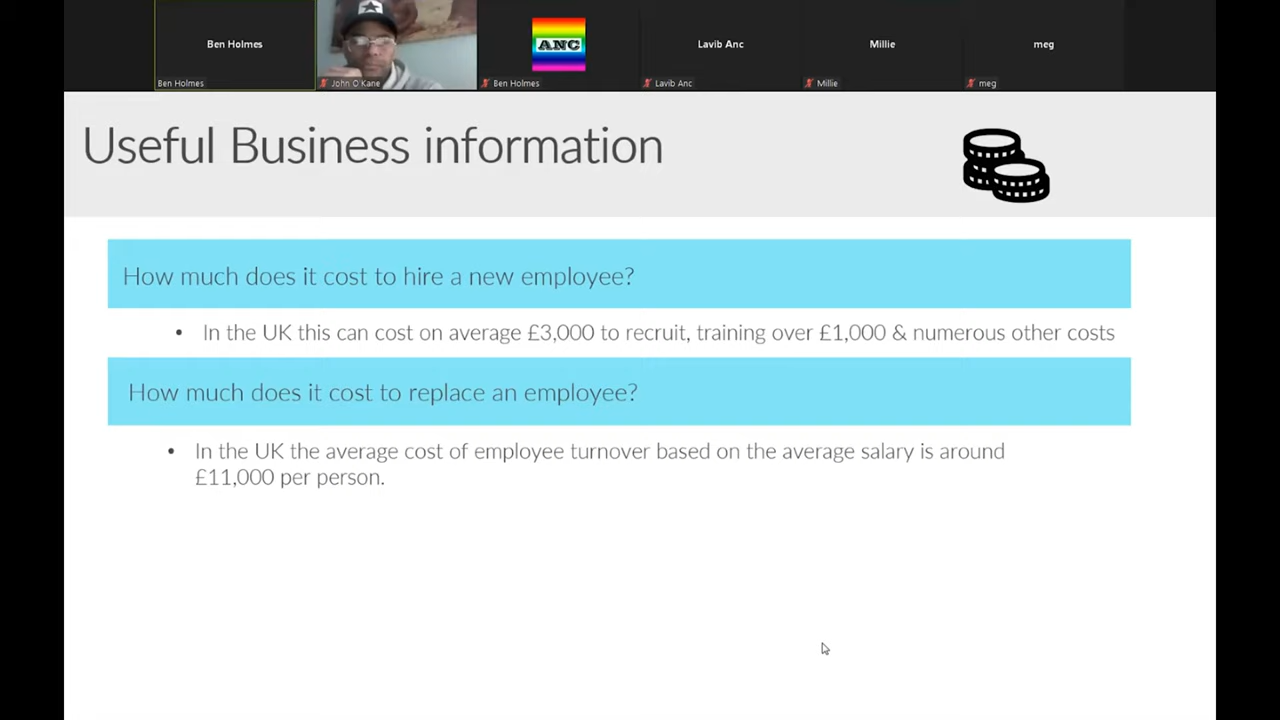 Ben Holmes
Ben Holmes
John O'Kane
ANC
Ben Holmes
Lavib Anc
Lavib Anc
Millie
Millie
meg
meg
Useful Business information
How much does it cost to hire a new employee?
• In the UK this can cost on average £3,000 to recruit, training over £1,000 & numerous other costs
How much does it cost to replace an employee?
• In the UK the average cost of employee turnover based on the average salary is around
£11,000 per person.